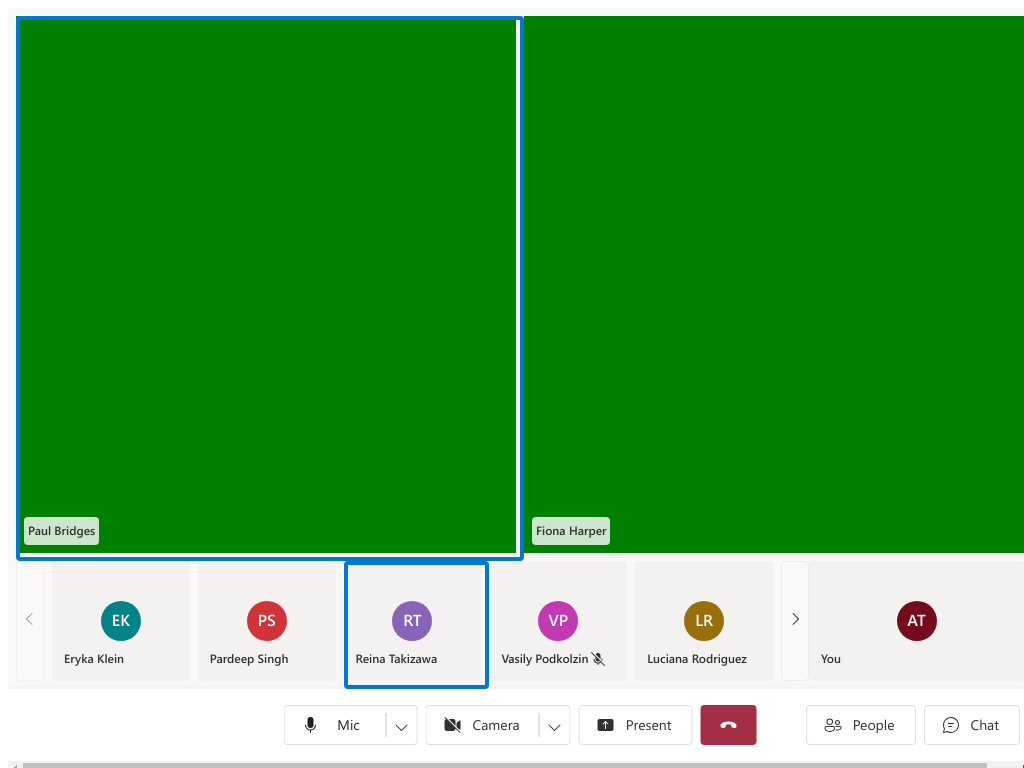 Paul Bridges
Fiona Harper
EK
PS
RT
VP
LR
AT
Eryka Klein
Pardeep Singh
Reina Takizawa
Vasily Podkolzin
Luciana Rodriguez
You
Mic
Camera
Present
People
Chat